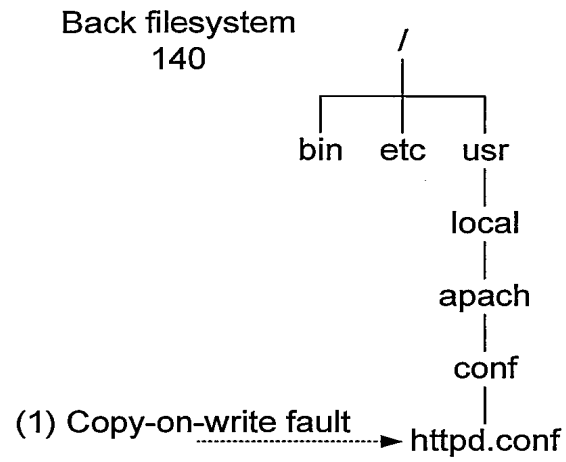 Back filesystem
140
/
bin etc usr
local
apach
conf
(1) Copy-on-write fault
httpd.conf